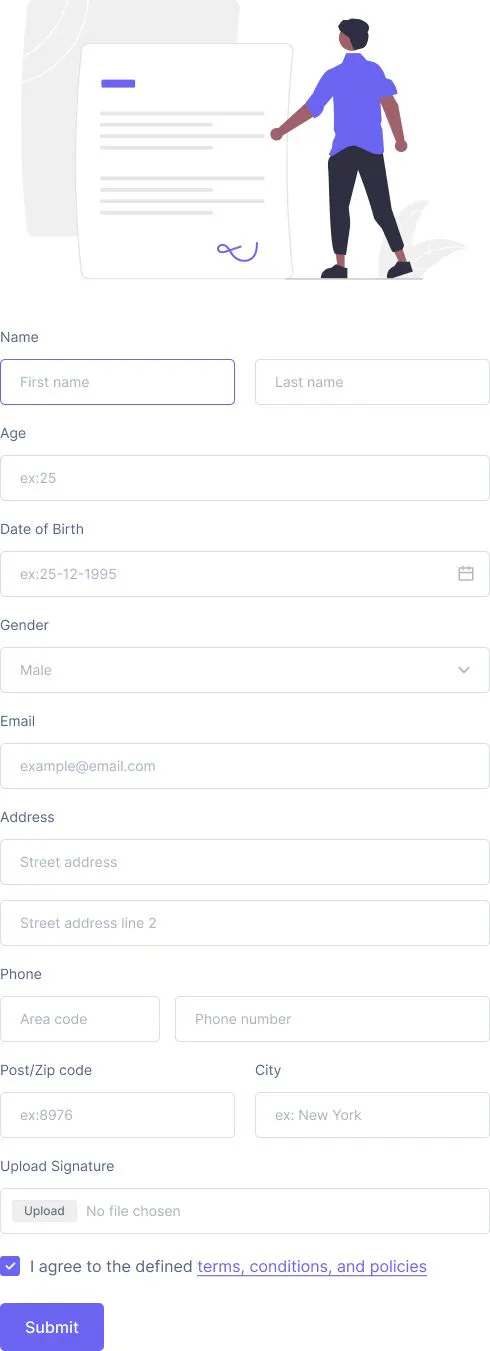 Name
First name Last name
Age
ex:25
Date of Birth
ex:25-12-1995
Gender
Male
Email
example@email.com
Address
Street address
Street address line 2
Phone
Area code Phone number
Post/Zip code City
ex:8976 ex: New York
Upload Signature
Upload No file chosen
I agree to the defined terms, conditions, and policies
Submit